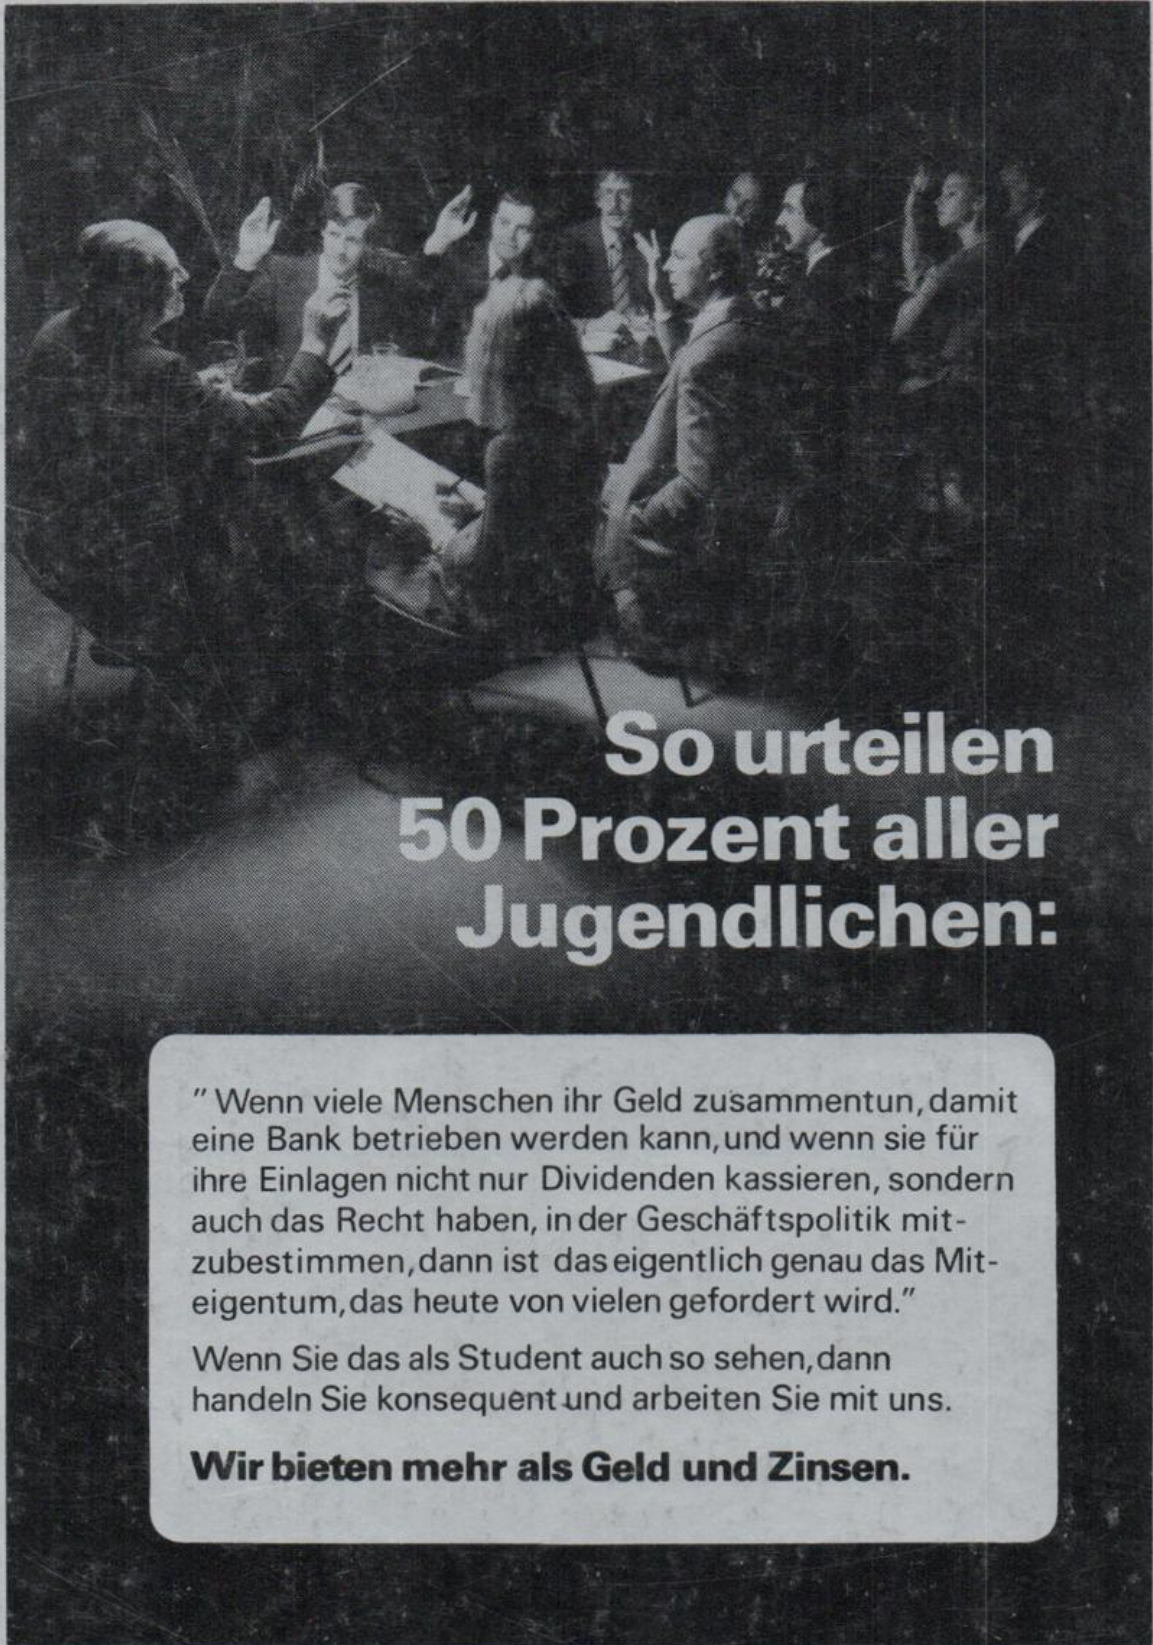 So urteilen
50 Prozent aller
Jugendlichen:
" Wenn viele Menschen ihr Geld zusammentun, damit
eine Bank betrieben werden kann, und wenn sie für
ihre Einlagen nicht nur Dividenden kassieren, sondern
auch das Recht haben, in der Geschäftspolitik mit-
zubestimmen, dann ist das eigentlich genau das Mit-
eigentum, das heute von vielen gefordert wird."
Wenn Sie das als Student auch so sehen, dann
handeln Sie konsequent und arbeiten Sie mit uns.
Wir bieten mehr als Geld und Zinsen.